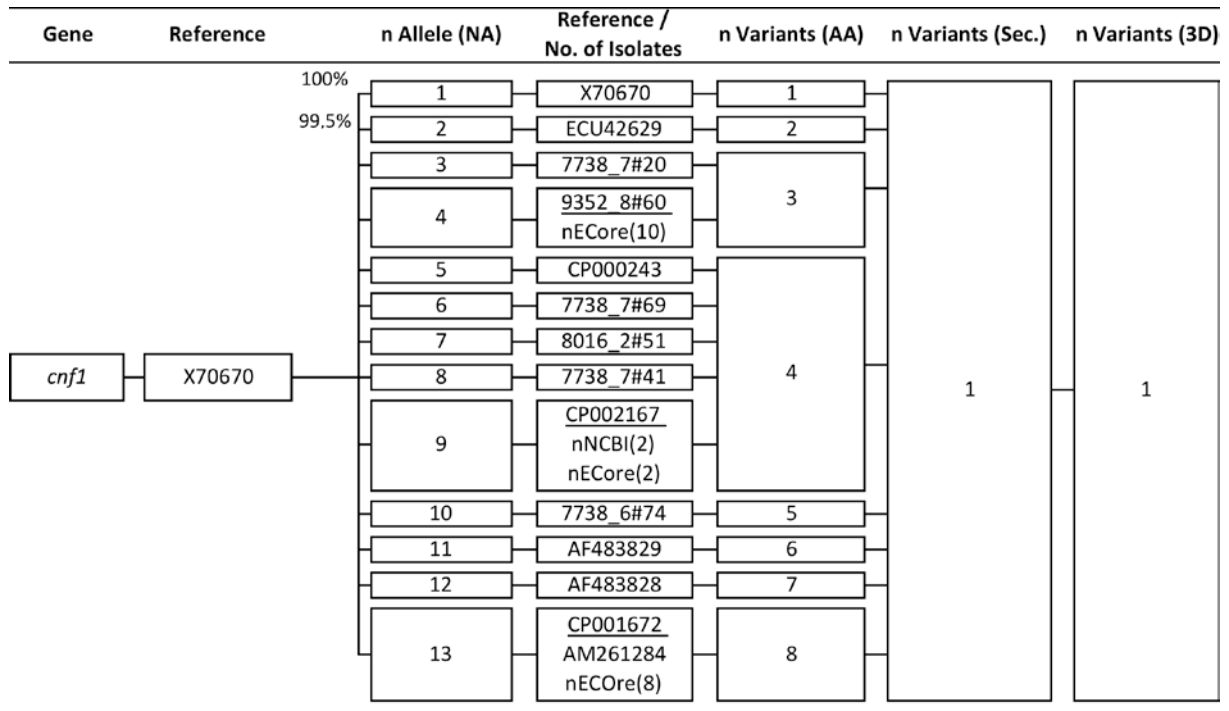 Gene Reference n Allele (NA) Reference / No. of Isolates n Variants (AA) n Variants (Sec.) n Variants (3D)
100%
1 X70670 1
99,5%
2 ECU42629 2
3 7738_7#20
4 9352_8#60 3
nECore(10)
5 CP000243
6 7738_7#69
7 8016_2#51
cnf1 X70670 8 7738_7#41 4 1 1
CP002167
9 nNCBI(2)
nECore(2)
10 7738_6#74 5
11 AF483829 6
12 AF483828 7
CP001672
13 AM261284 8
nECOre(8)